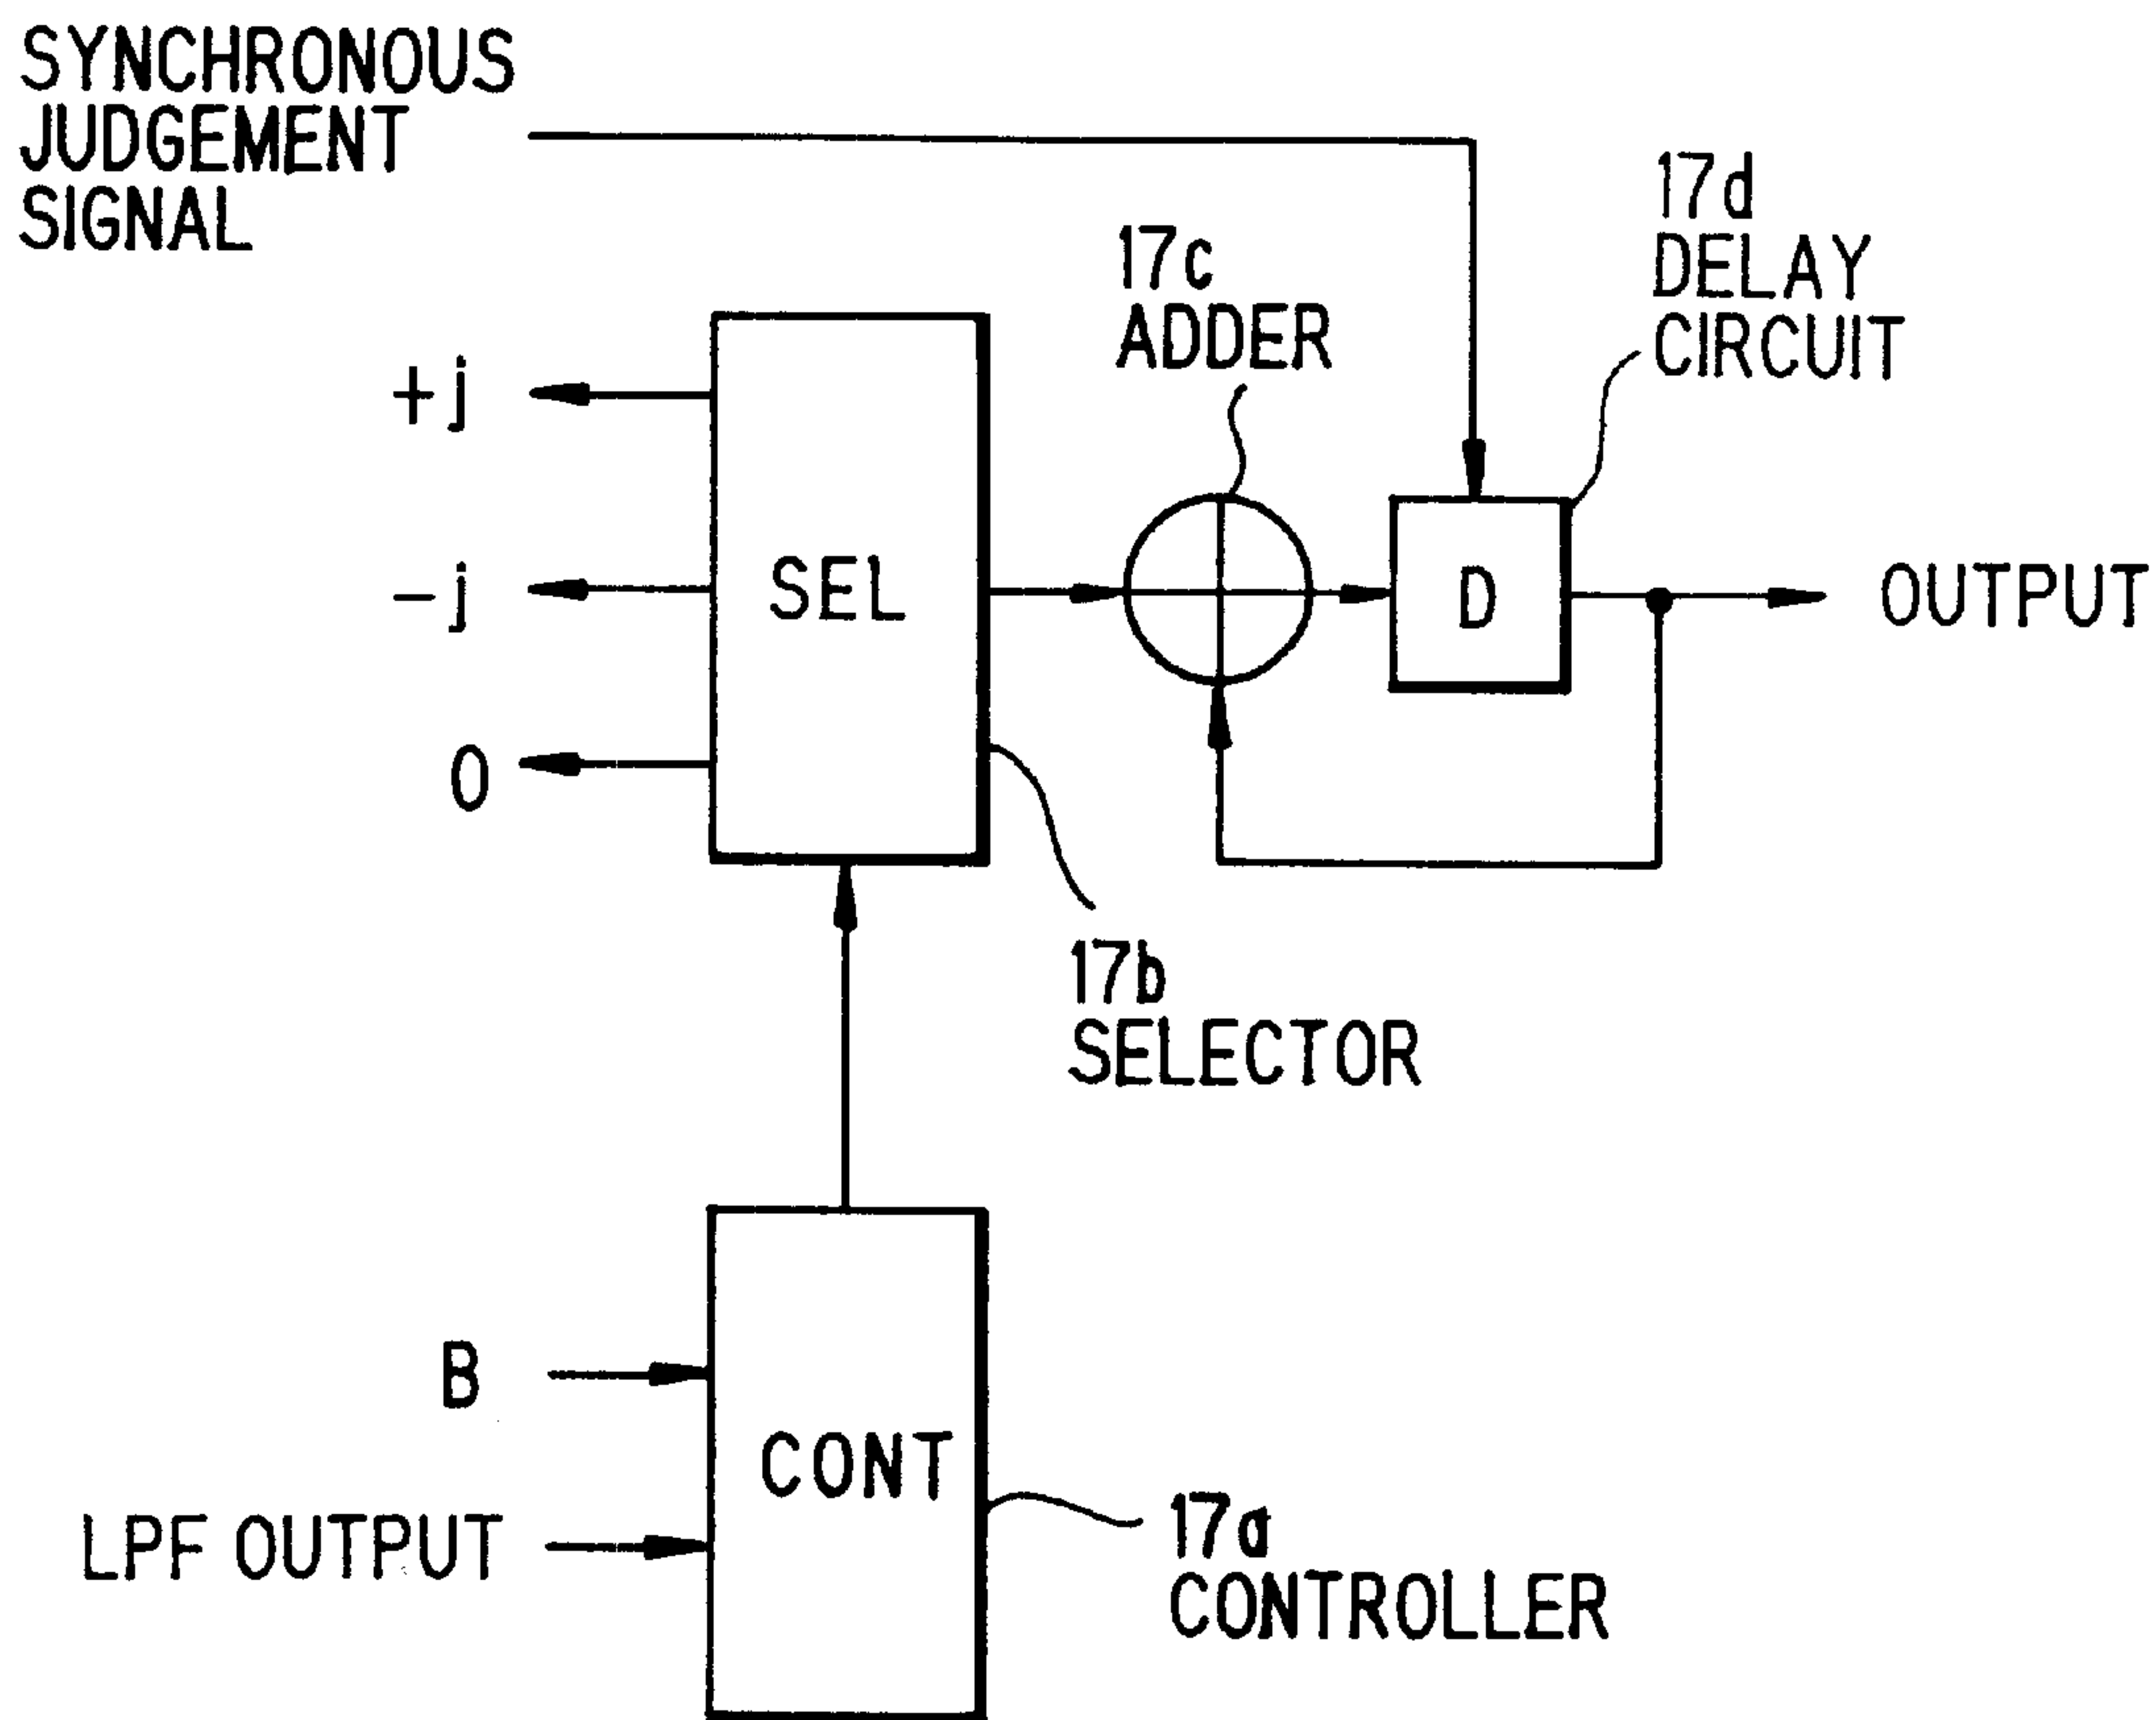 SYNCHRONOUS
JUDGEMENT
SIGNAL
17d
DELAY
CIRCUIT
17c
ADDER
+j
-j
0
SEL
D
OUTPUT
17b
SELECTOR
B
LPF OUTPUT
CONT
17a
CONTROLLER